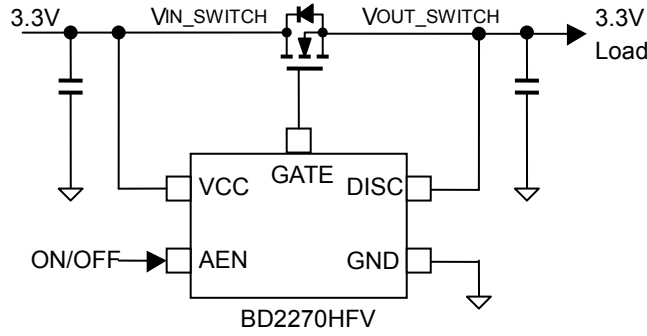 3.3V
VIN_SWITCH
VOUT_SWITCH
3.3V
Load
GATE
VCC
DISC
ON/OFF
AEN
GND
BD2270HFV